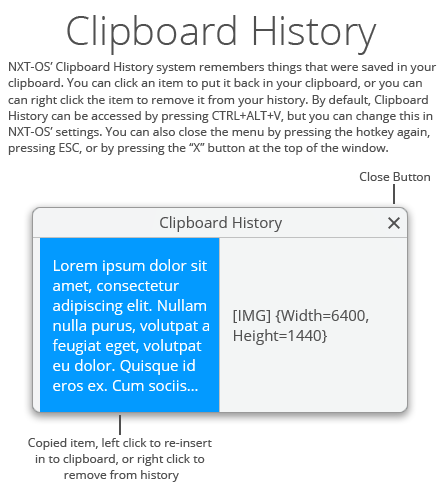 Clipboard History
NXT-OS’ Clipboard History system remembers things that were saved in your
clipboard. You can click an item to put it back in your clipboard, or you can
can right click the item to remove it from your history. By default, Clipboard
History can be accessed by pressing CTRL+ALT+V, but you can change this in
NXT-OS’ settings. You can also close the menu by pressing the hotkey again,
pressing ESC, or by pressing the “X” button at the top of the window.
Close Button
Clipboard History
Lorem ipsum dolor sit
amet, consectetur
adipiscing elit. Nullam
nulla purus, volutpat a
feugiat eget, volutpat
eu dolor. Quisque id
eros ex. Cum sociis...
[IMG] {Width=6400,
Height=1440}
Copied item, left click to re-insert
in to clipboard, or right click to
remove from history